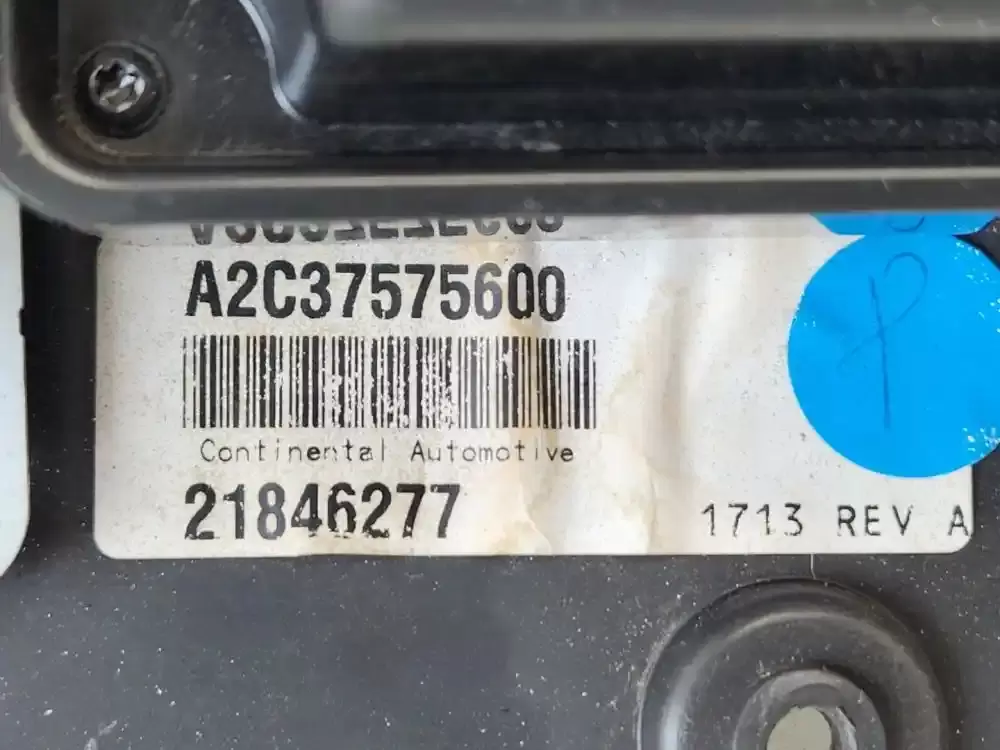 A2C37575600
Continental Automotive
21846277
1713 REV A